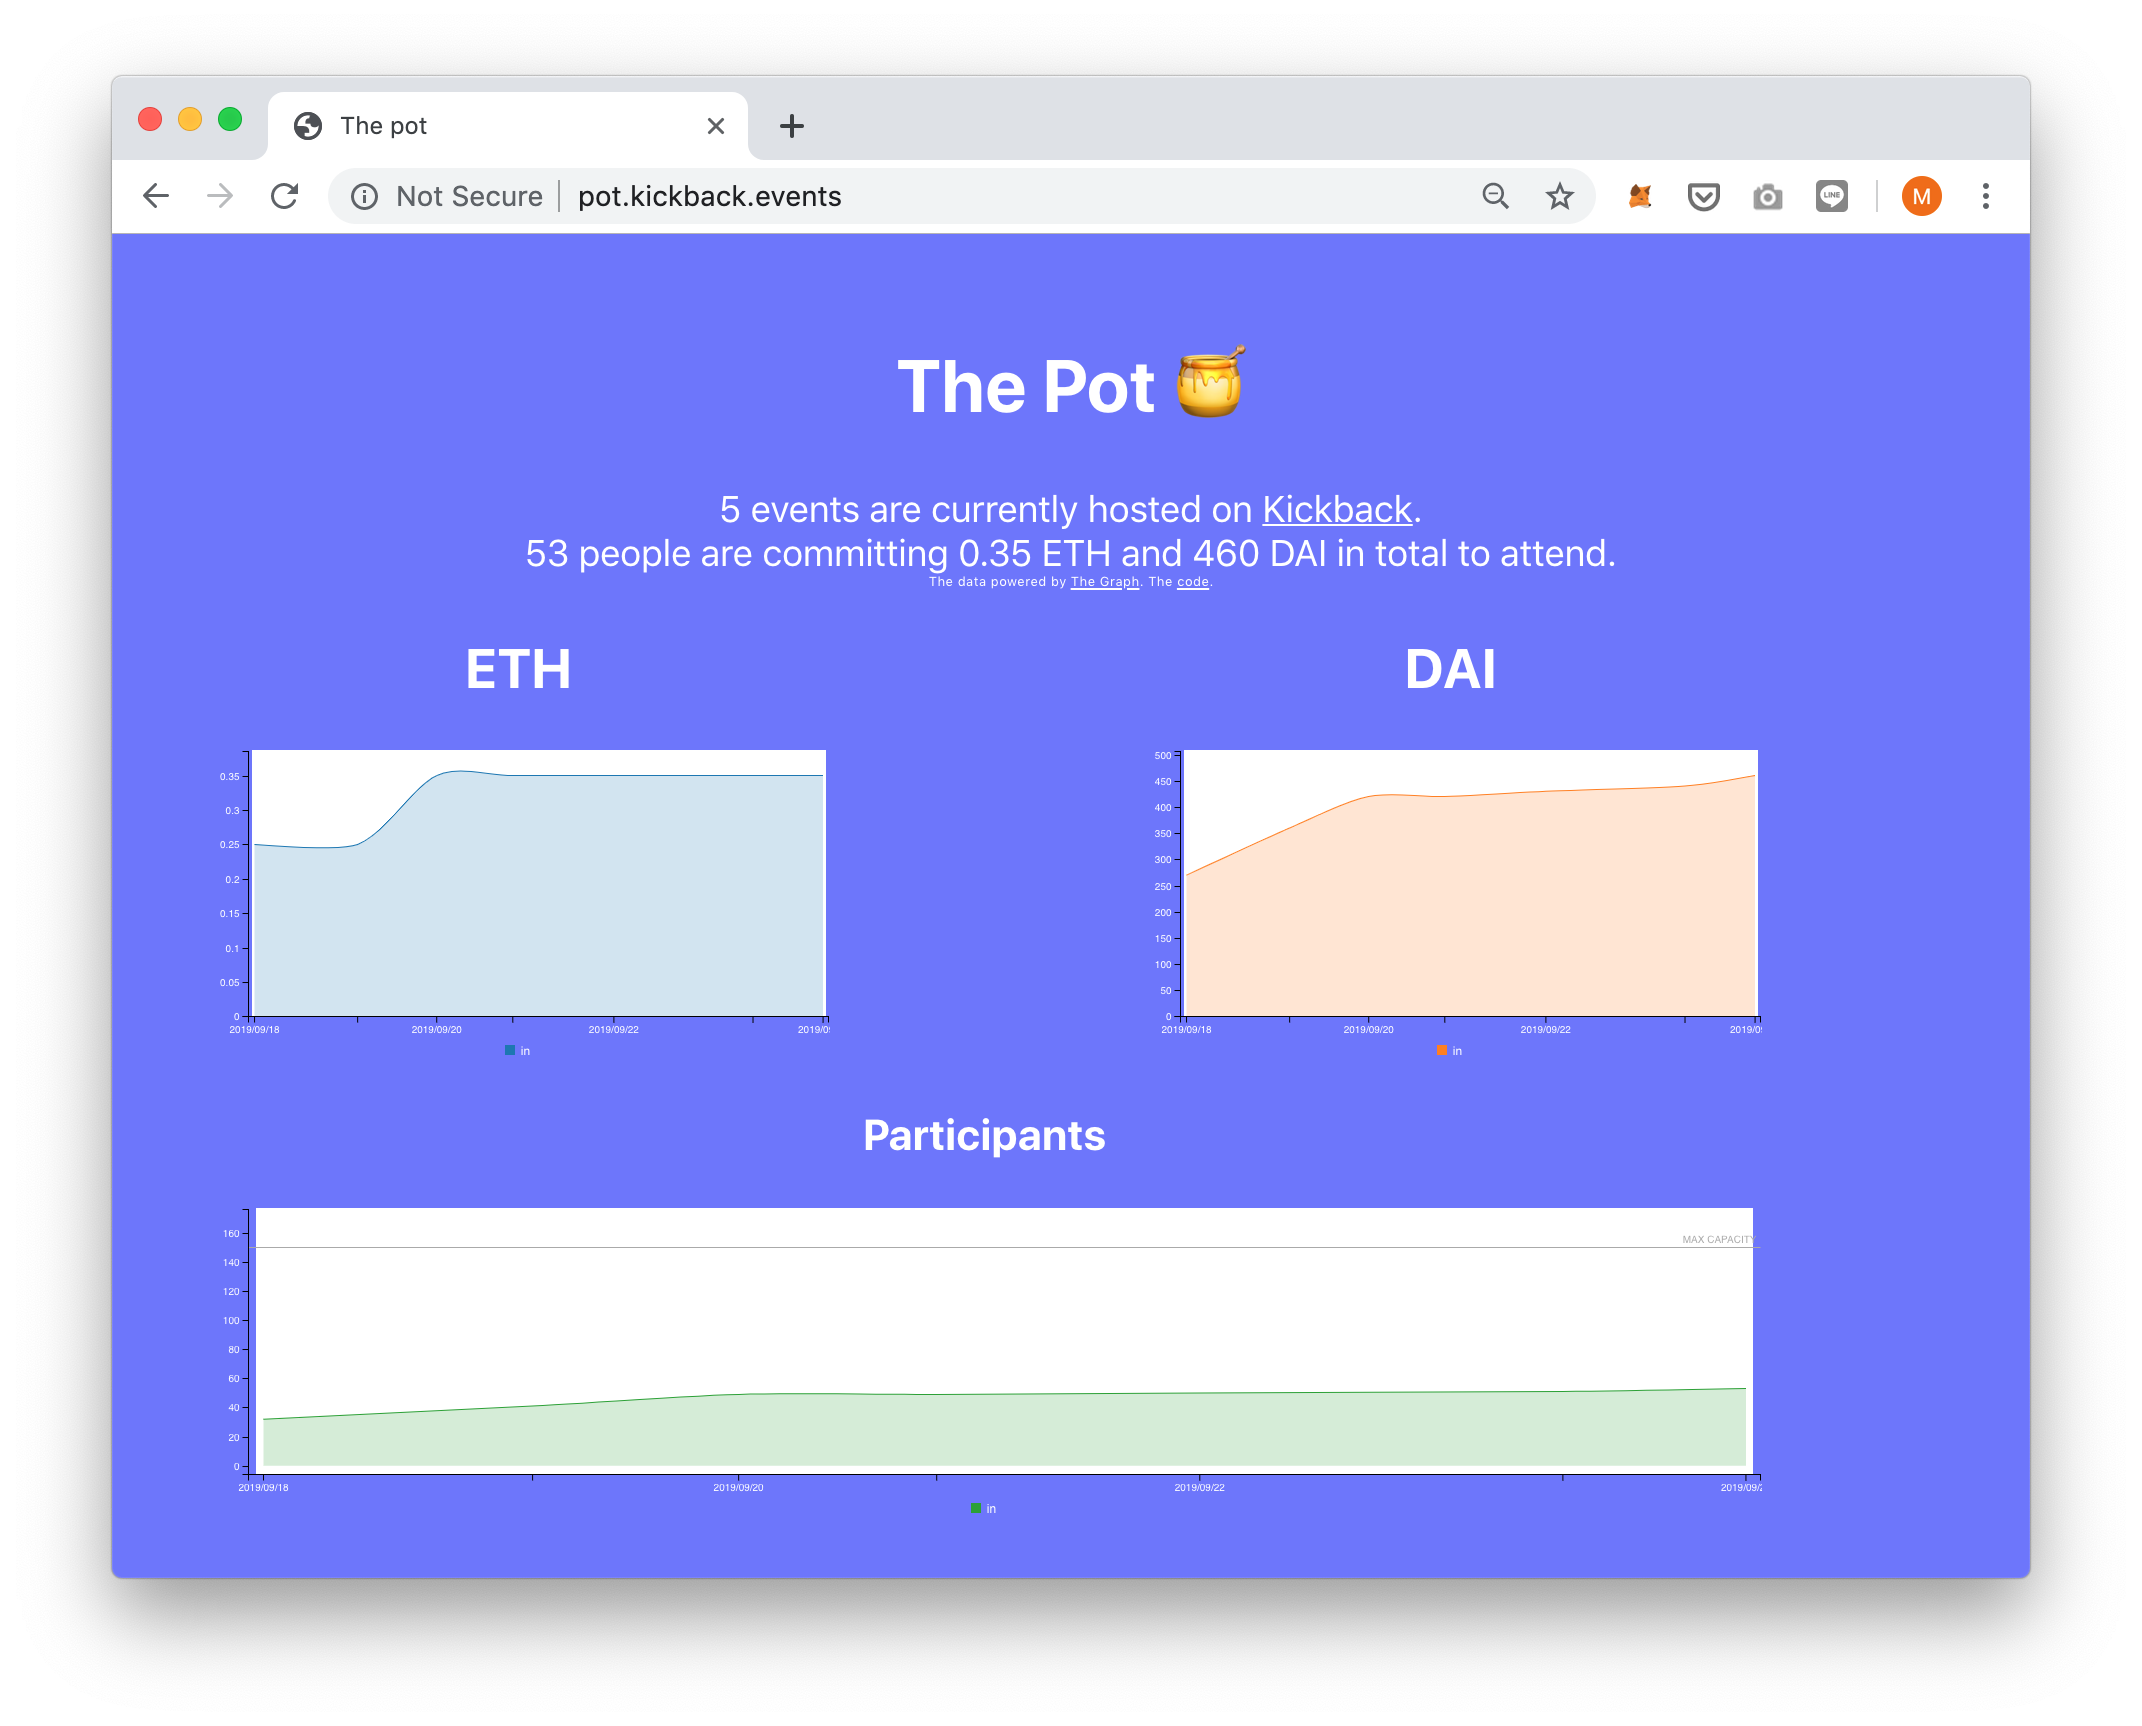 The pot
Not Secure
pot.kickback.events
LINE
M
The Pot
5 events are currently hosted on Kickback.
53 people are committing 0.35 ETH and 460 DAI in total to attend.
The data powered by The Graph. The code.
ETH
0.35
0.3
0.25
0.2
0.15
0.1
0.05
0
2019/09/18 2019/09/20 2019/09/22 2019/0
in
DAI
500
450
400
350
300
250
200
150
100
50
0
2019/09/18 2019/09/20 2019/09/22 2019/09
in
Participants
MAX CAPACITY
160
140
120
100
80
60
40
20
0
2019/09/18 2019/09/20 2019/09/22 2019/09/
in